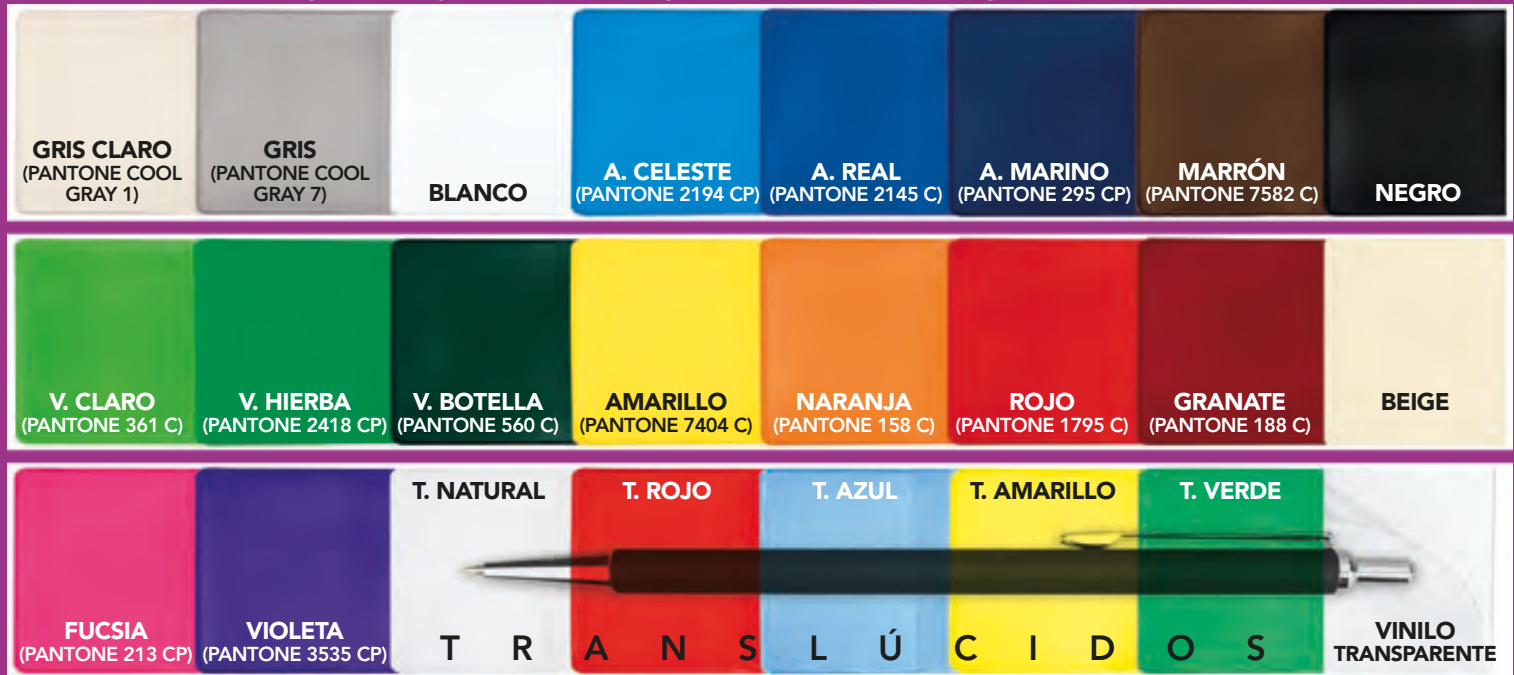 GRIS CLARO
(PANTONE COOL
GRAY 1)
GRIS
(PANTONE COOL
GRAY 7)
BLANCO
A. CELESTE
(PANTONE 2194 CP)
A. REAL
(PANTONE 2145 C)
A. MARINO
(PANTONE 295 CP)
MARRÓN
(PANTONE 7582 C)
NEGRO
V. CLARO
(PANTONE 361 C)
V. HIERBA
(PANTONE 2418 CP)
V. BOTELLA
(PANTONE 560 C)
AMARILLO
(PANTONE 7404 C)
NARANJA
(PANTONE 158 C)
ROJO
(PANTONE 1795 C)
GRANATE
(PANTONE 188 C)
BEIGE
FUCSIA
(PANTONE 213 CP)
VIOLETA
(PANTONE 3535 CP)
T. NATURAL
T. ROJO
T. AZUL
T. AMARILLO
T. VERDE
TRANSLÚCIDOS
VINILO
TRANSPARENTE